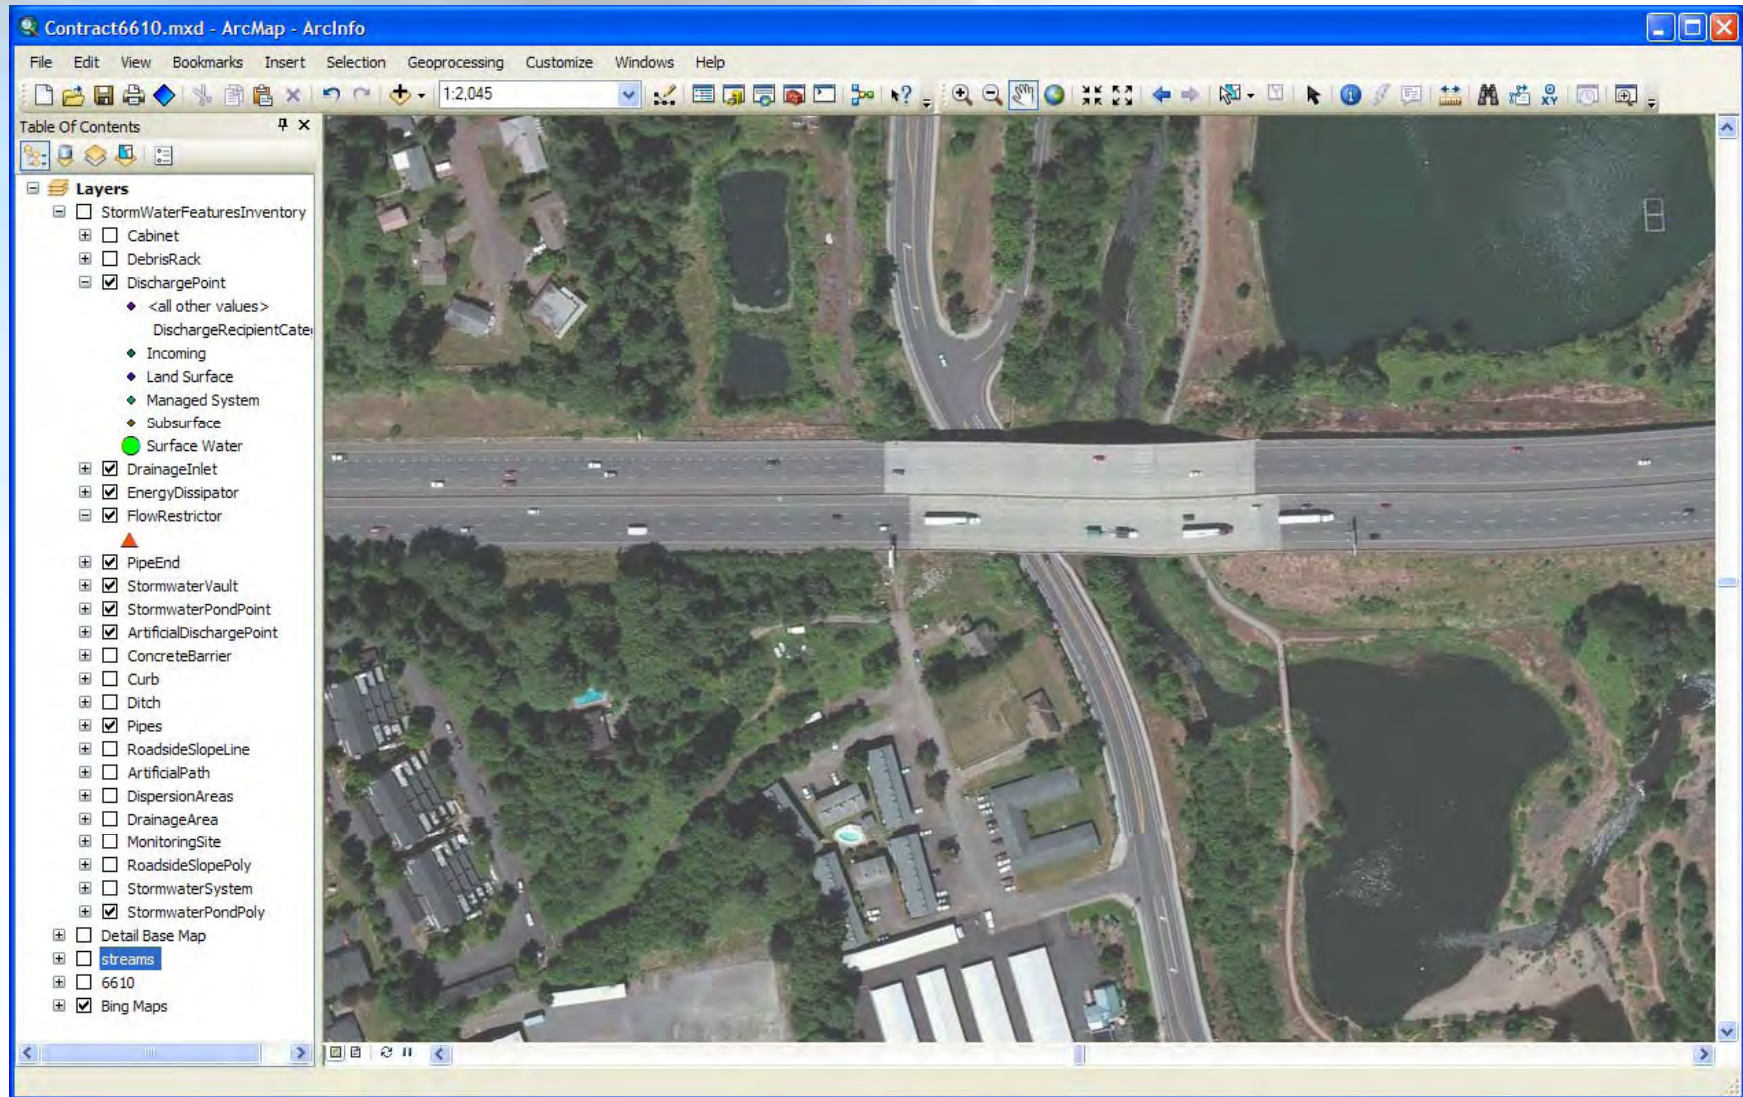 Contract6610.mxd - ArcMap - ArcInfo
File Edit View Bookmarks Insert Selection Geoprocessing Customize Windows Help
1:2,045
Table Of Contents
Layers
StormWaterFeaturesInventory
Cabinet
DebrisRack
DischargePoint
<all other values>
DischargeRecipientCate
Incoming
Land Surface
Managed System
Subsurface
Surface Water
DrainageInlet
EnergyDissipator
FlowRestrictor
PipeEnd
StormwaterVault
StormwaterPondPoint
ArtificialDischargePoint
ConcreteBarrier
Curb
Ditch
Pipes
RoadsideSlopeLine
ArtificialPath
DispersionAreas
DrainageArea
MonitoringSite
RoadsideSlopePoly
StormwaterSystem
StormwaterPondPoly
Detail Base Map
streams
6610
Bing Maps